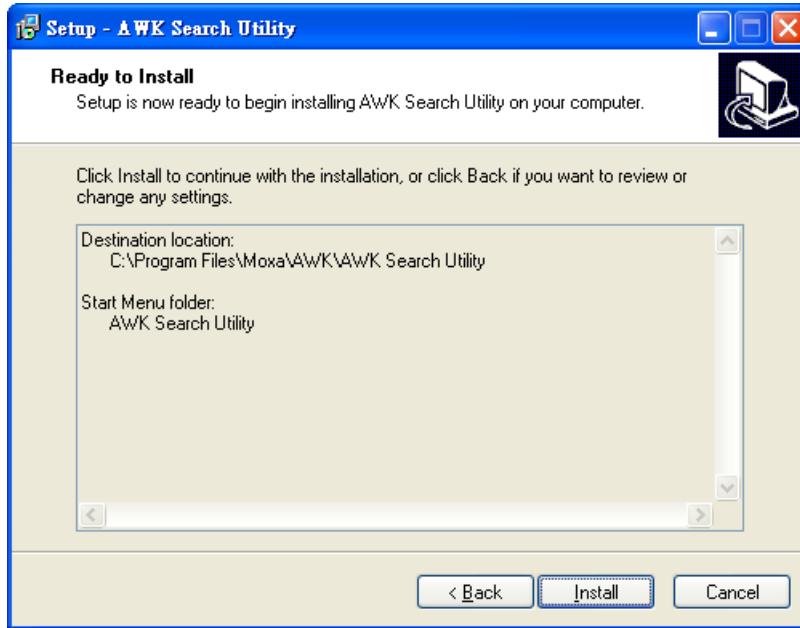 Setup - AWK Search Utility
Ready to Install
Setup is now ready to begin installing AWK Search Utility on your computer.
Click Install to continue with the installation, or click Back if you want to review or
change any settings.
Destination location:
C:\Program Files\Moxa\AWK\AWK Search Utility
Start Menu folder:
AWK Search Utility
< Back
Install
Cancel